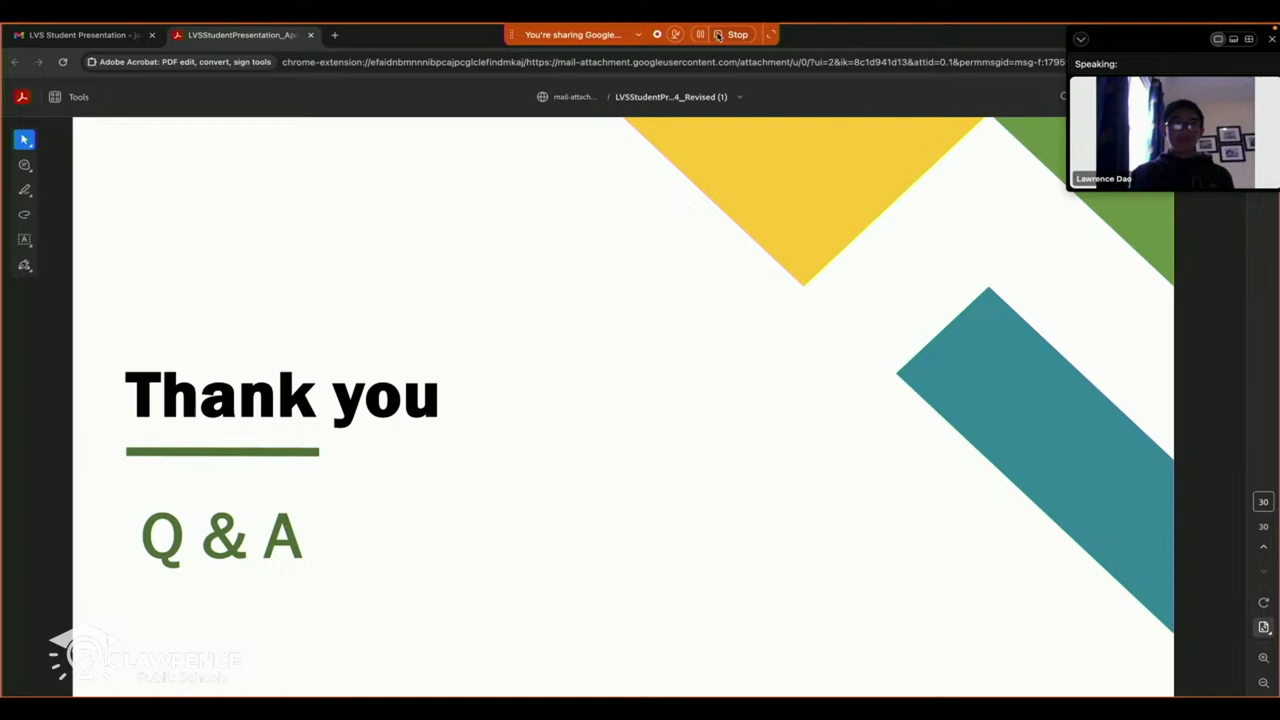 LVS Student Presentation - j
LVSStudentPresentation_Apr
You're sharing Google...
Stop
Adobe Acrobat: PDF edit, convert, sign tools
chrome-extension://efaidnbmnnnibpcajpcglclefindmkaj/https://mail-attachment.googleusercontent.com/attachment/u/0/?ui=2&ik=8c1d941d13&attid=0.1&permmsgid=msg-f:1795
Speaking:
Tools
mail-attach...
/ LVSStudentPr...4_Revised (1)
Lawrence Dao
Thank you
Q & A
30
30
LAWRENCE
Public Schools